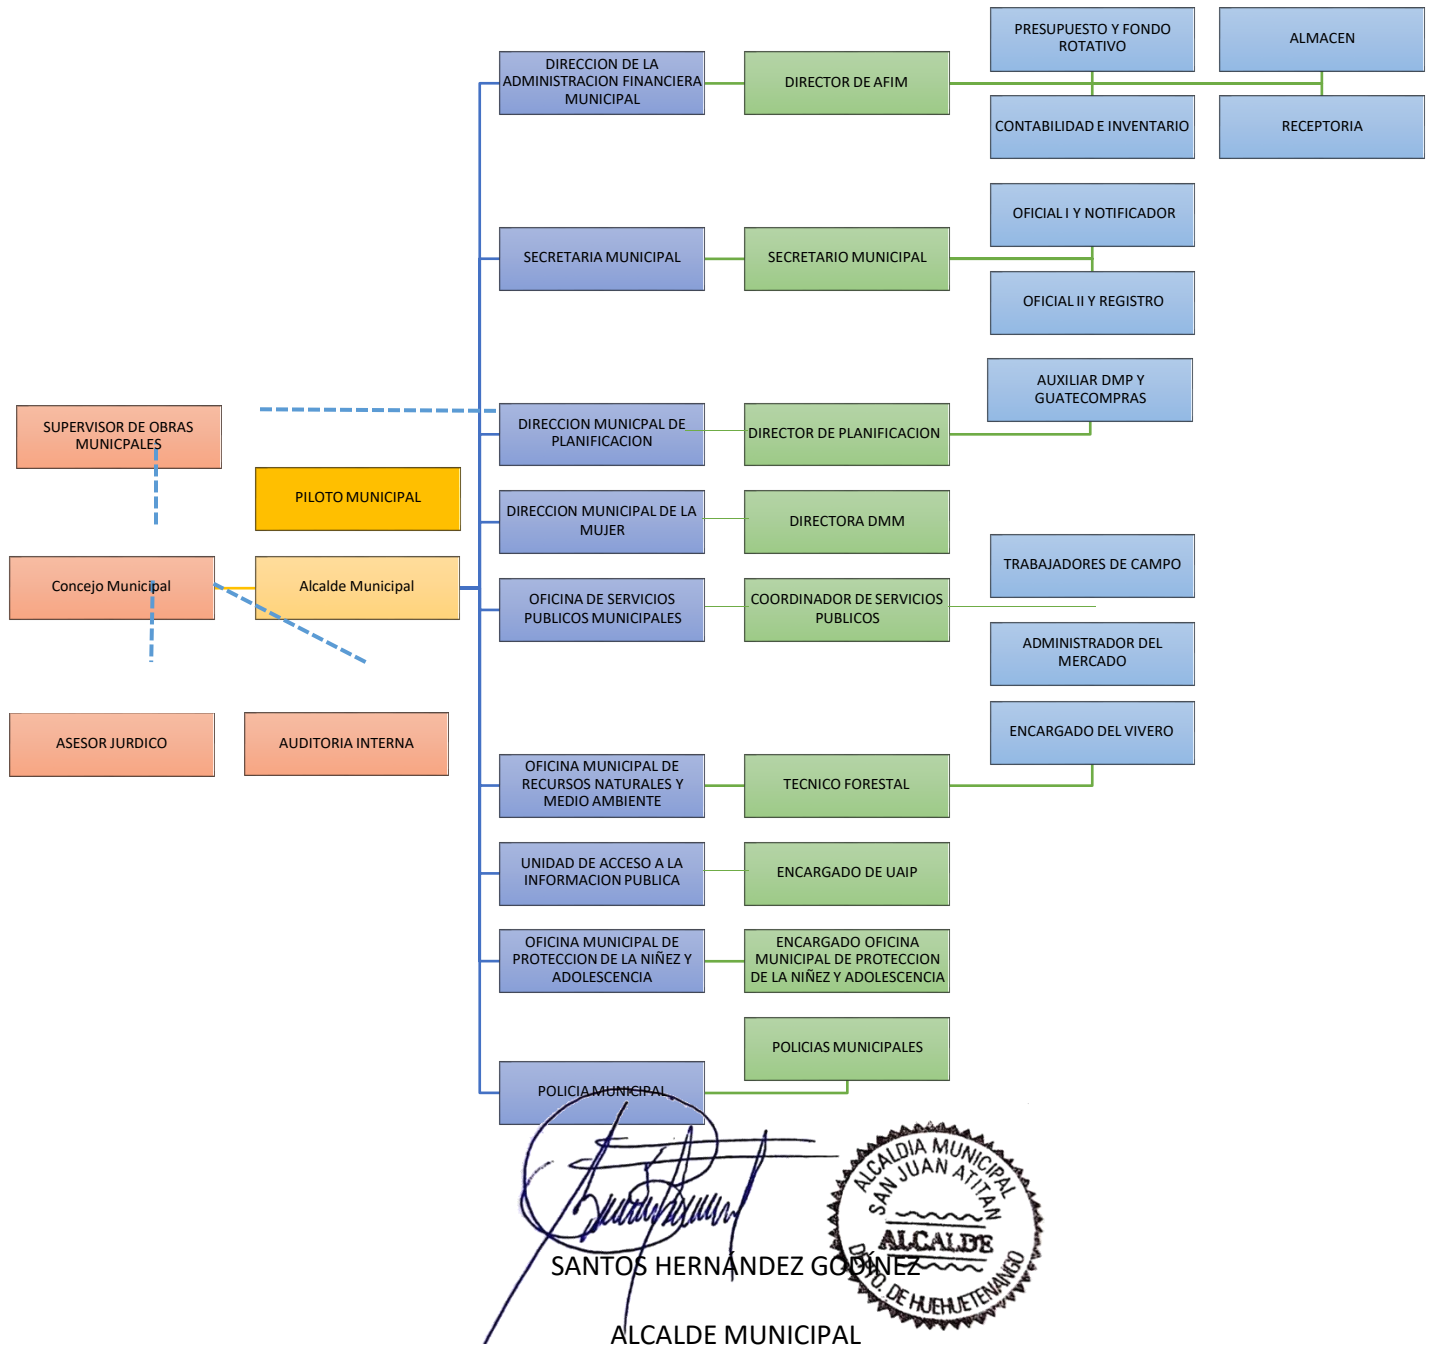 PRESUPUESTO Y FONDO
ROTATIVO
ALMACEN
DIRECCION DE LA
ADMINISTRACION FINANCIERA
MUNICIPAL
DIRECTOR DE AFIM
CONTABILIDAD E INVENTARIO
RECEPTORIA
OFICIAL I Y NOTIFICADOR
SECRETARIA MUNICIPAL
SECRETARIO MUNICIPAL
OFICIAL II Y REGISTRO
AUXILIAR DMP Y
GUATECOMPRAS
SUPERVISOR DE OBRAS
MUNICPALES
DIRECCION MUNICPAL DE
PLANIFICACION
DIRECTOR DE PLANIFICACION
PILOTO MUNICIPAL
DIRECCION MUNICIPAL DE LA
MUJER
DIRECTORA DMM
TRABAJADORES DE CAMPO
Concejo Municipal
Alcalde Municipal
OFICINA DE SERVICIOS
PUBLICOS MUNICIPALES
COORDINADOR DE SERVICIOS
PUBLICOS
ADMINISTRADOR DEL
MERCADO
ASESOR JURDICO
AUDITORIA INTERNA
ENCARGADO DEL VIVERO
OFICINA MUNICIPAL DE
RECURSOS NATURALES Y
MEDIO AMBIENTE
TECNICO FORESTAL
UNIDAD DE ACCESO A LA
INFORMACION PUBLICA
ENCARGADO DE UAIP
OFICINA MUNICIPAL DE
PROTECCION DE LA NIÑEZ Y
ADOLESCENCIA
ENCARGADO OFICINA
MUNICIPAL DE PROTECCION
DE LA NIÑEZ Y ADOLESCENCIA
POLICIAS MUNICIPALES
POLICIA MUNICIPAL
ALCALDIA MUNICIPAL
SAN JUAN ATITAN
ALCALDE
DEPTO. DE HUEHUETENANGO
SANTOS HERNÁNDEZ GODÍNEZ
ALCALDE MUNICIPAL